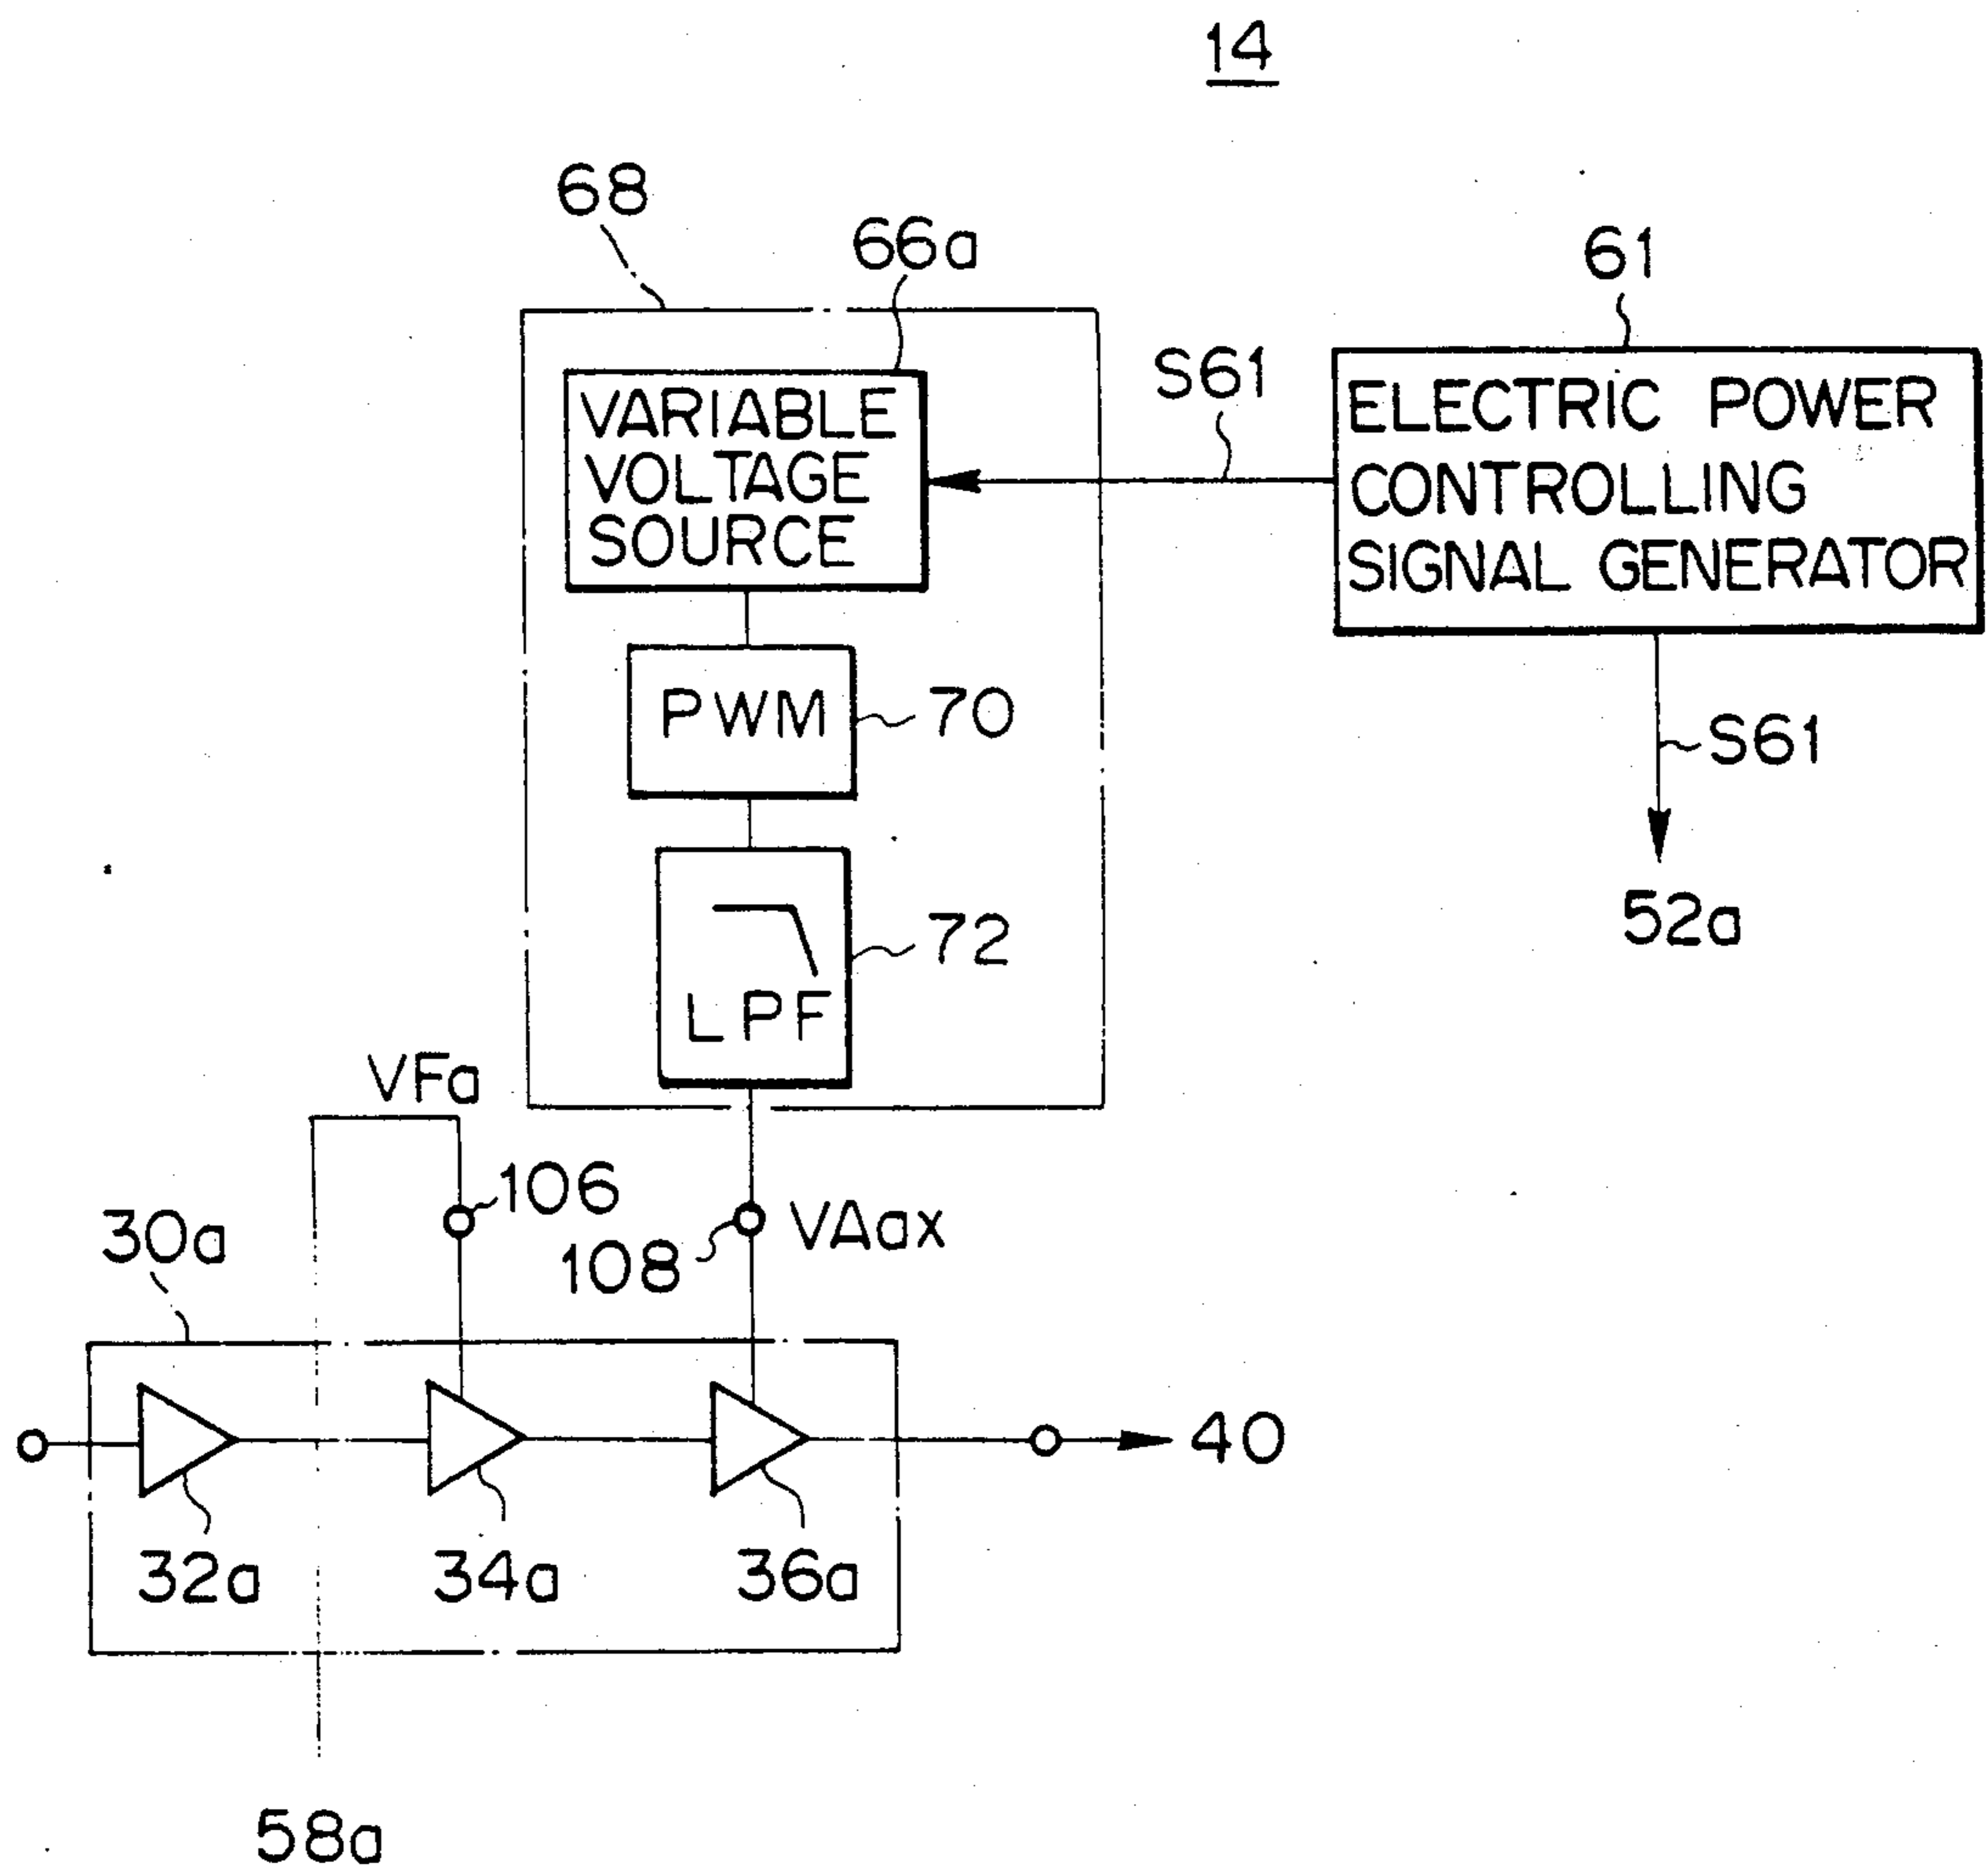 14
68
66a
61
S61
VARIABLE
VOLTAGE
SOURCE
ELECTRIC POWER
CONTROLLING
SIGNAL GENERATOR
PWM
70
S61
LPF
72
52a
VFa
106
108
VAax
30a
40
32a
34a
36a
58a